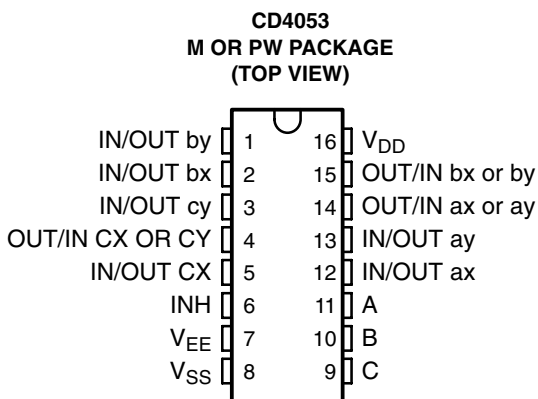 CD4053
M OR PW PACKAGE
(TOP VIEW)
IN/OUT by 1 16 VDD
IN/OUT bx 2 15 OUT/IN bx or by
IN/OUT cy 3 14 OUT/IN ax or ay
OUT/IN CX OR CY 4 13 IN/OUT ay
IN/OUT CX 5 12 IN/OUT ax
INH 6 11 A
VEE 7 10 B
VSS 8 9 C